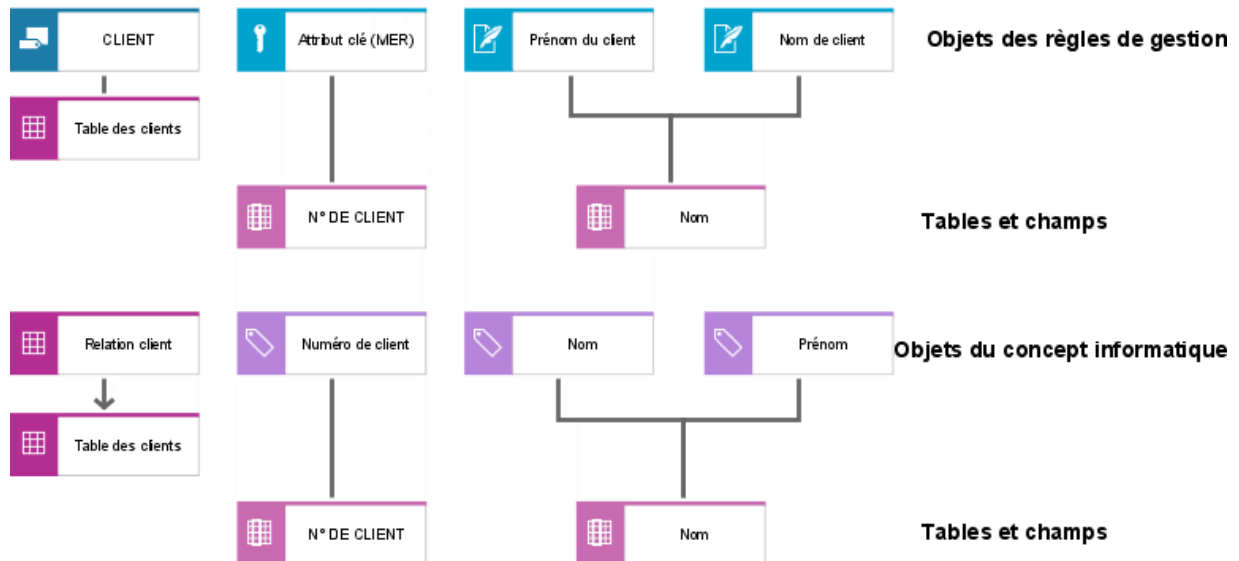 CLIENT
Attribut clé (MER)
Prénom du client
Nom de client
Objets des règles de gestion
Table des clients
N° DE CLIENT
Nom
Tables et champs
Relation client
Numéro de client
Nom
Prénom
Objets du concept informatique
Table des clients
N° DE CLIENT
Nom
Tables et champs